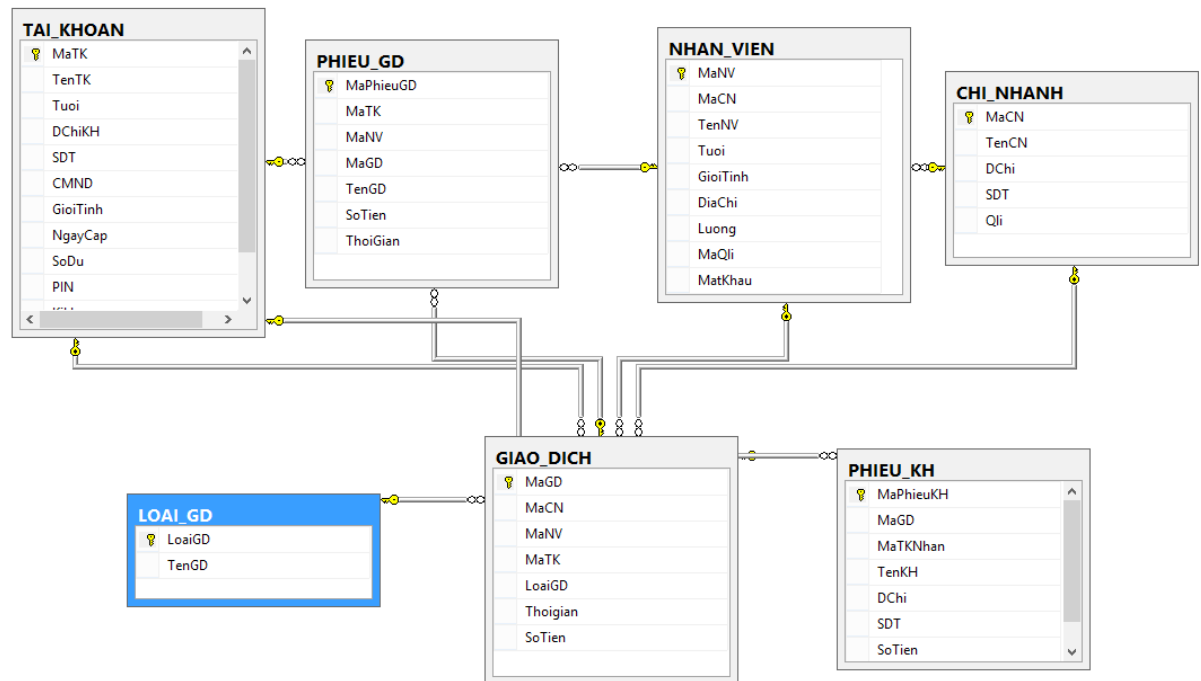 TAI_KHOAN
MaTK
TenTK
Tuoi
DChiKH
SDT
CMND
GioiTinh
NgayCap
SoDu
PIN
PHIEU_GD
MaPhieuGD
MaTK
MaNV
MaGD
TenGD
SoTien
ThoiGian
NHAN_VIEN
MaNV
MaCN
TenNV
Tuoi
GioiTinh
DiaChi
Luong
MaQli
MatKhau
CHI_NHANH
MaCN
TenCN
DChi
SDT
Qli
LOAI_GD
LoaiGD
TenGD
GIAO_DICH
MaGD
MaCN
MaNV
MaTK
LoaiGD
Thoigian
SoTien
PHIEU_KH
MaPhieuKH
MaGD
MaTKNhan
TenKH
DChi
SDT
SoTien